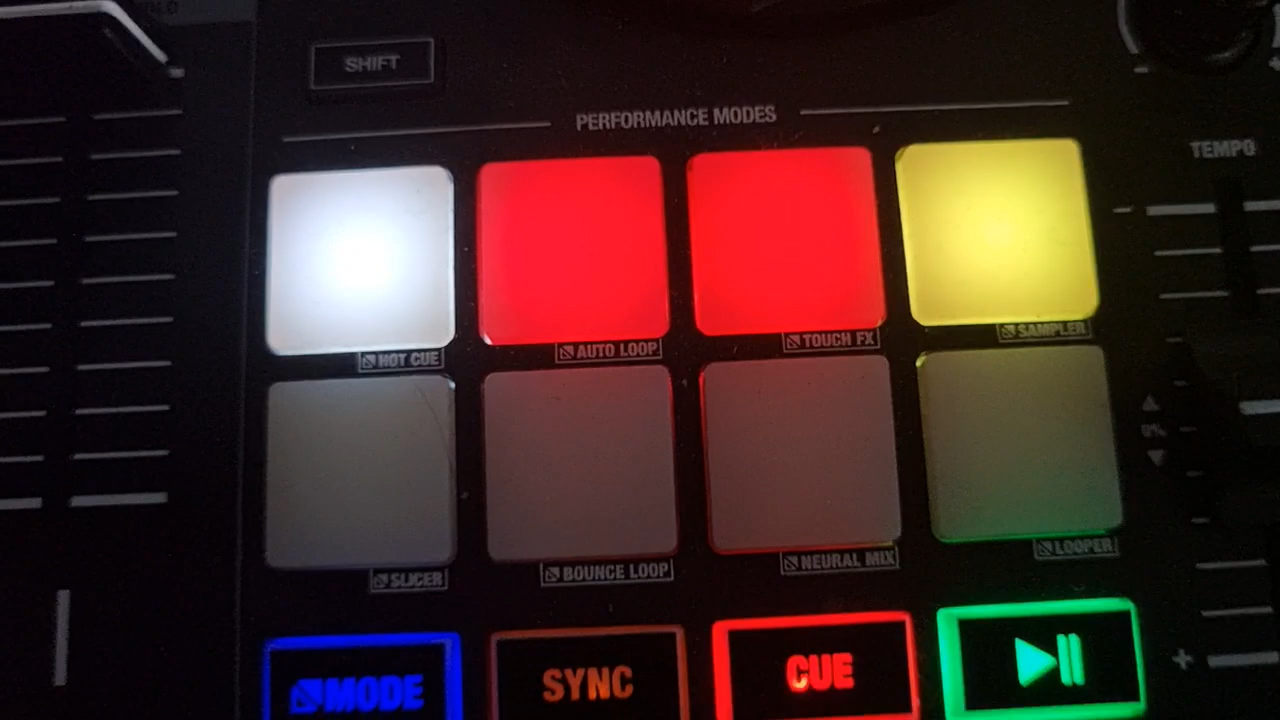 SHIFT
PERFORMANCE MODES
TEMPO
HOT CUE
AUTO LOOP
TOUCH FX
SAMPLER
0%
SLICER
BOUNCE LOOP
NEURAL MIX
LOOPER
MODE
SYNC
CUE
+